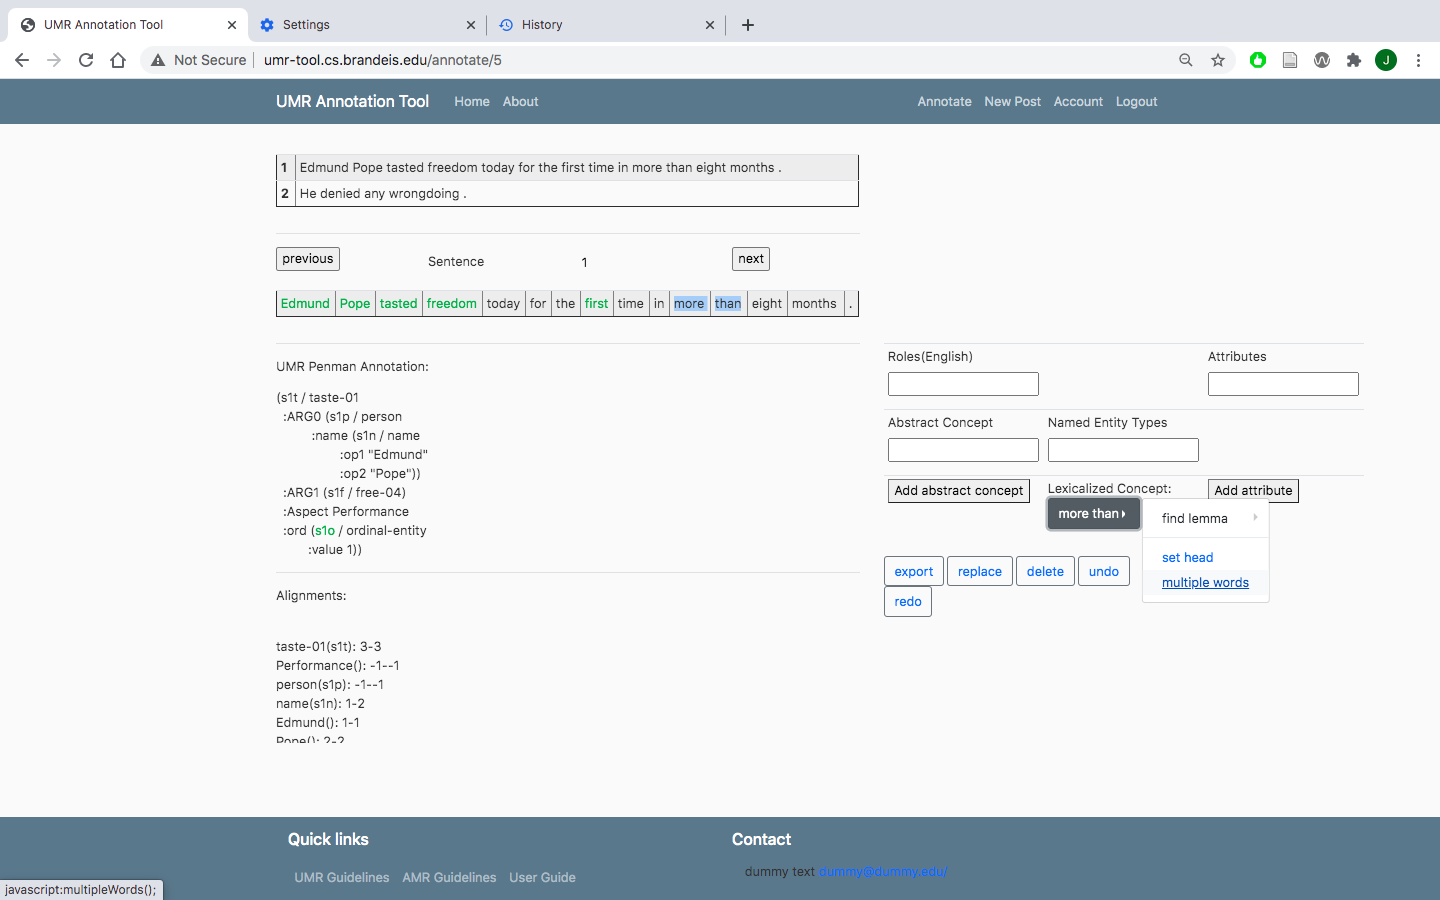 UMR Annotation Tool
Settings
History
Not Secure
umr-tool.cs.brandeis.edu/annotate/5
J
UMR Annotation Tool Home About Annotate New Post Account Logout
1 Edmund Pope tasted freedom today for the first time in more than eight months .
2 He denied any wrongdoing .
previous Sentence 1 next
Edmund Pope tasted freedom today for the first time in more than eight months .
UMR Penman Annotation:
(s1t / taste-01
:ARG0 (s1p / person
:name (s1n / name
:op1 "Edmund"
:op2 "Pope"))
:ARG1 (s1f / free-04)
:Aspect Performance
:ord (s1o / ordinal-entity
:value 1))
Alignments:
taste-01(s1t): 3-3
Performance(): -1--1
person(s1p): -1--1
name(s1n): 1-2
Edmund(): 1-1
Pope(): 2-2
Roles(English) Attributes
Abstract Concept Named Entity Types
Add abstract concept Lexicalized Concept: Add attribute
more than
find lemma
set head
multiple words
export replace delete undo
redo
Quick links
UMR Guidelines AMR Guidelines User Guide
Contact
dummy text dummy@dummy.edu/
javascript:multipleWords();